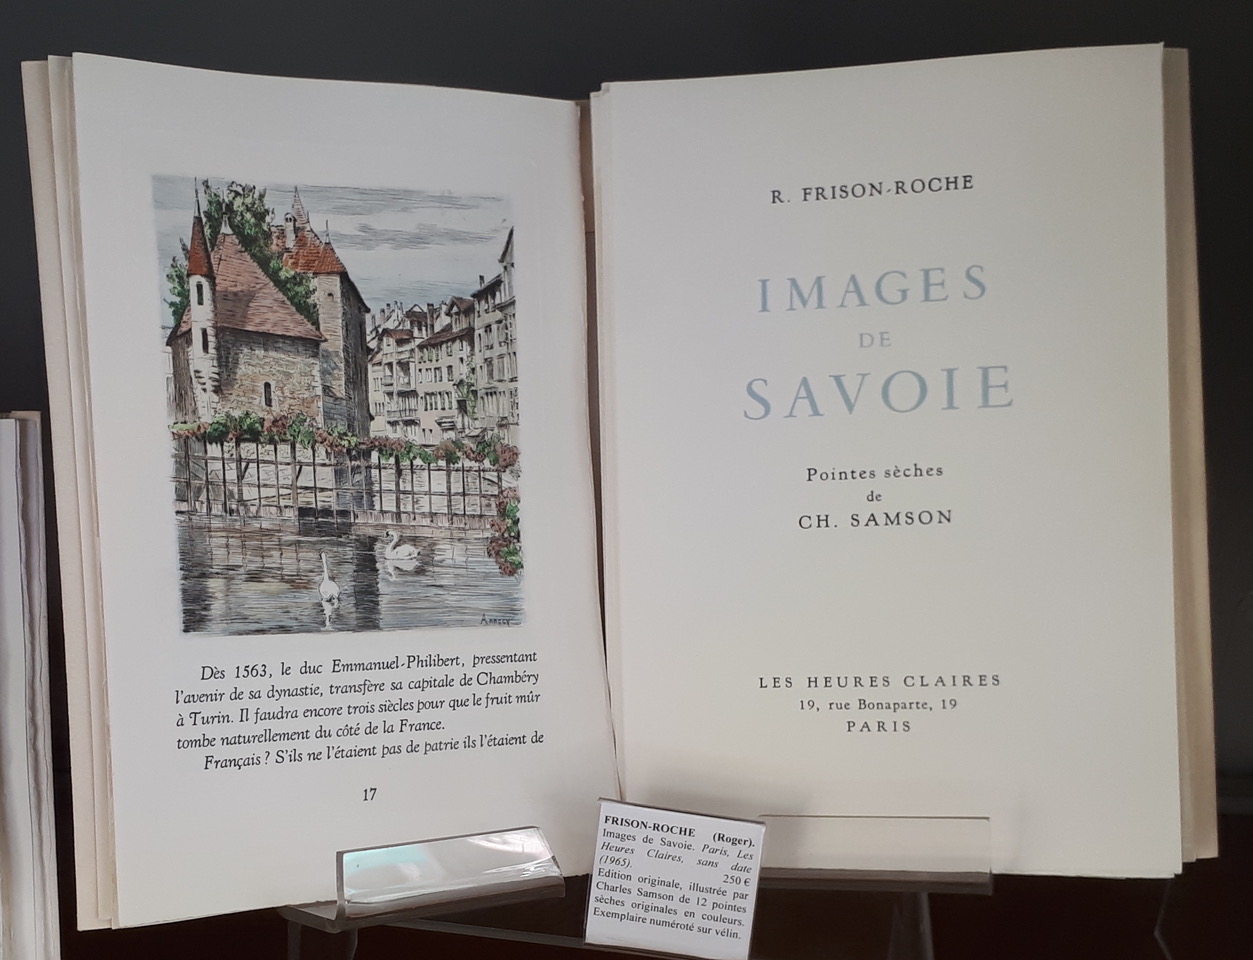 Annecy
Dès 1563, le duc Emmanuel-Philibert, pressentant
l'avenir de sa dynastie, transfère sa capitale de Chambéry
à Turin. Il faudra encore trois siècles pour que le fruit mûr
tombe naturellement du côté de la France.
Français ? S'ils ne l'étaient pas de patrie ils l'étaient de
17
R. FRISON-ROCHE
IMAGES
DE
SAVOIE
Pointes sèches
de
CH. SAMSON
LES HEURES CLAIRES
19, rue Bonaparte, 19
PARIS
FRISON-ROCHE (Roger).
Images de Savoie. Paris, Les
Heures Claires, sans date
(1965). 250 €
Edition originale, illustrée par
Charles Samson de 12 pointes
sèches originales en couleurs.
Exemplaire numéroté sur vélin.